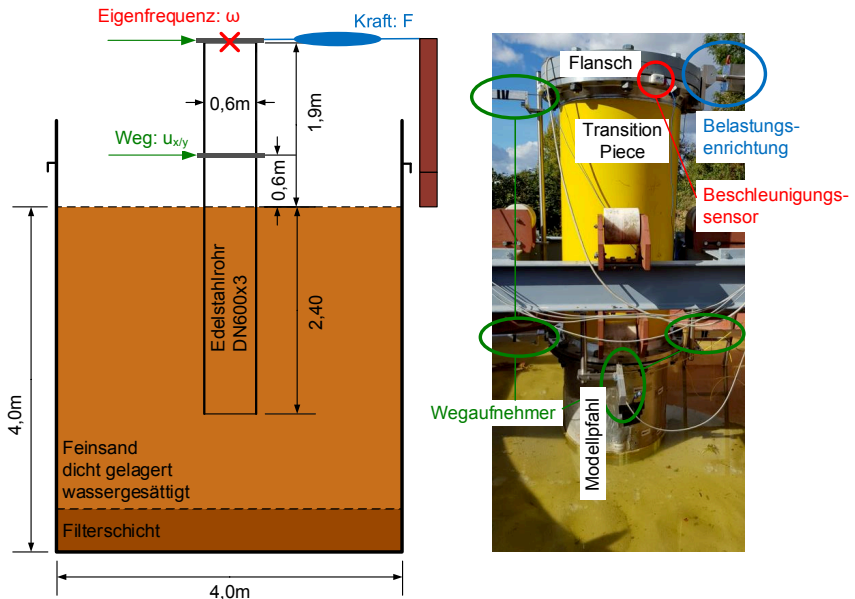 Eigenfrequenz: ω
Kraft: F
0,6m
1,9m
Weg: uₓ/ᵧ
0,6m
Edelstahlrohr
DN600x3
2,40
4,0m
Feinsand
dicht gelagert
wassergesättigt
Filterschicht
4,0m
Flansch
Transition
Piece
Belastungs-
enrichtung
Beschleunigungs-
sensor
Wegaufnehmer
Modellpfahl